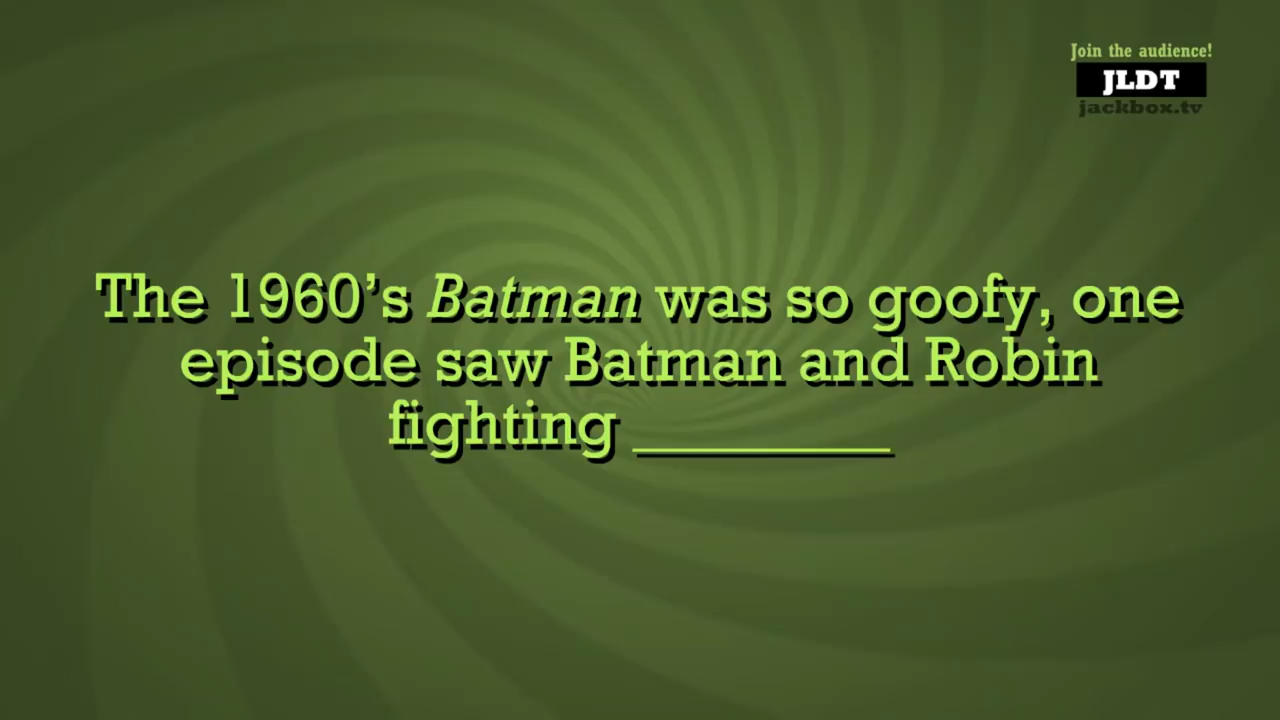 Join the audience!
JLDT
jackbox.tv
The 1960’s Batman was so goofy, one
episode saw Batman and Robin
fighting ________